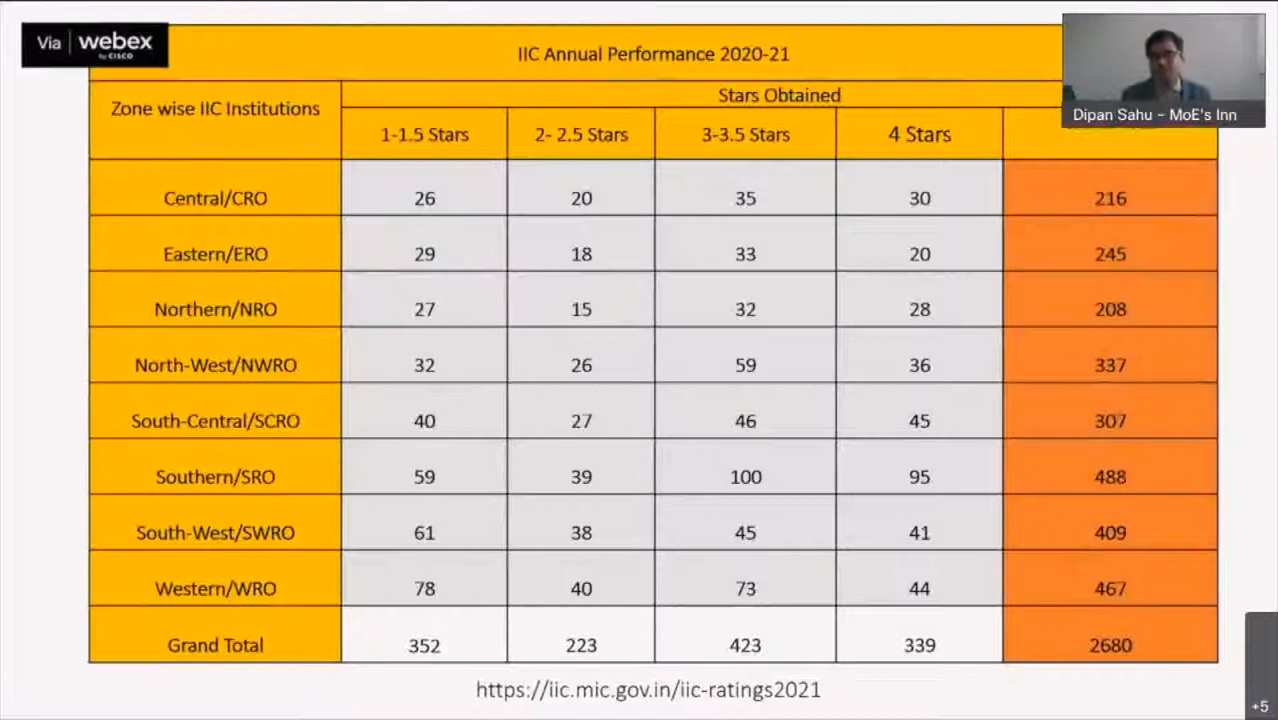 Via webex
by CISCO
IIC Annual Performance 2020-21
Dipan Sahu - MoE's Inn
Zone wise IIC Institutions
Stars Obtained
1-1.5 Stars 2- 2.5 Stars 3-3.5 Stars 4 Stars
Central/CRO 26 20 35 30 216
Eastern/ERO 29 18 33 20 245
Northern/NRO 27 15 32 28 208
North-West/NWRO 32 26 59 36 337
South-Central/SCRO 40 27 46 45 307
Southern/SRO 59 39 100 95 488
South-West/SWRO 61 38 45 41 409
Western/WRO 78 40 73 44 467
Grand Total 352 223 423 339 2680
https://iic.mic.gov.in/iic-ratings2021
+5